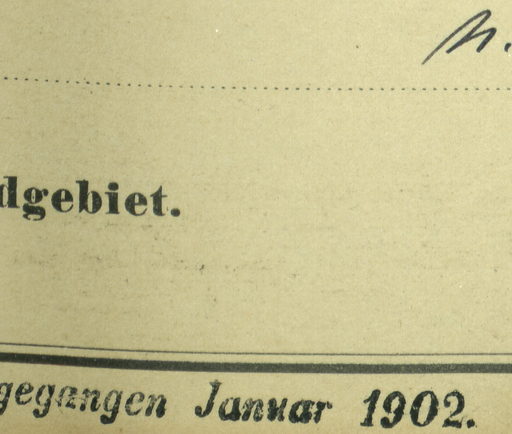 n.
dgebiet.
gegangen Januar 1902.